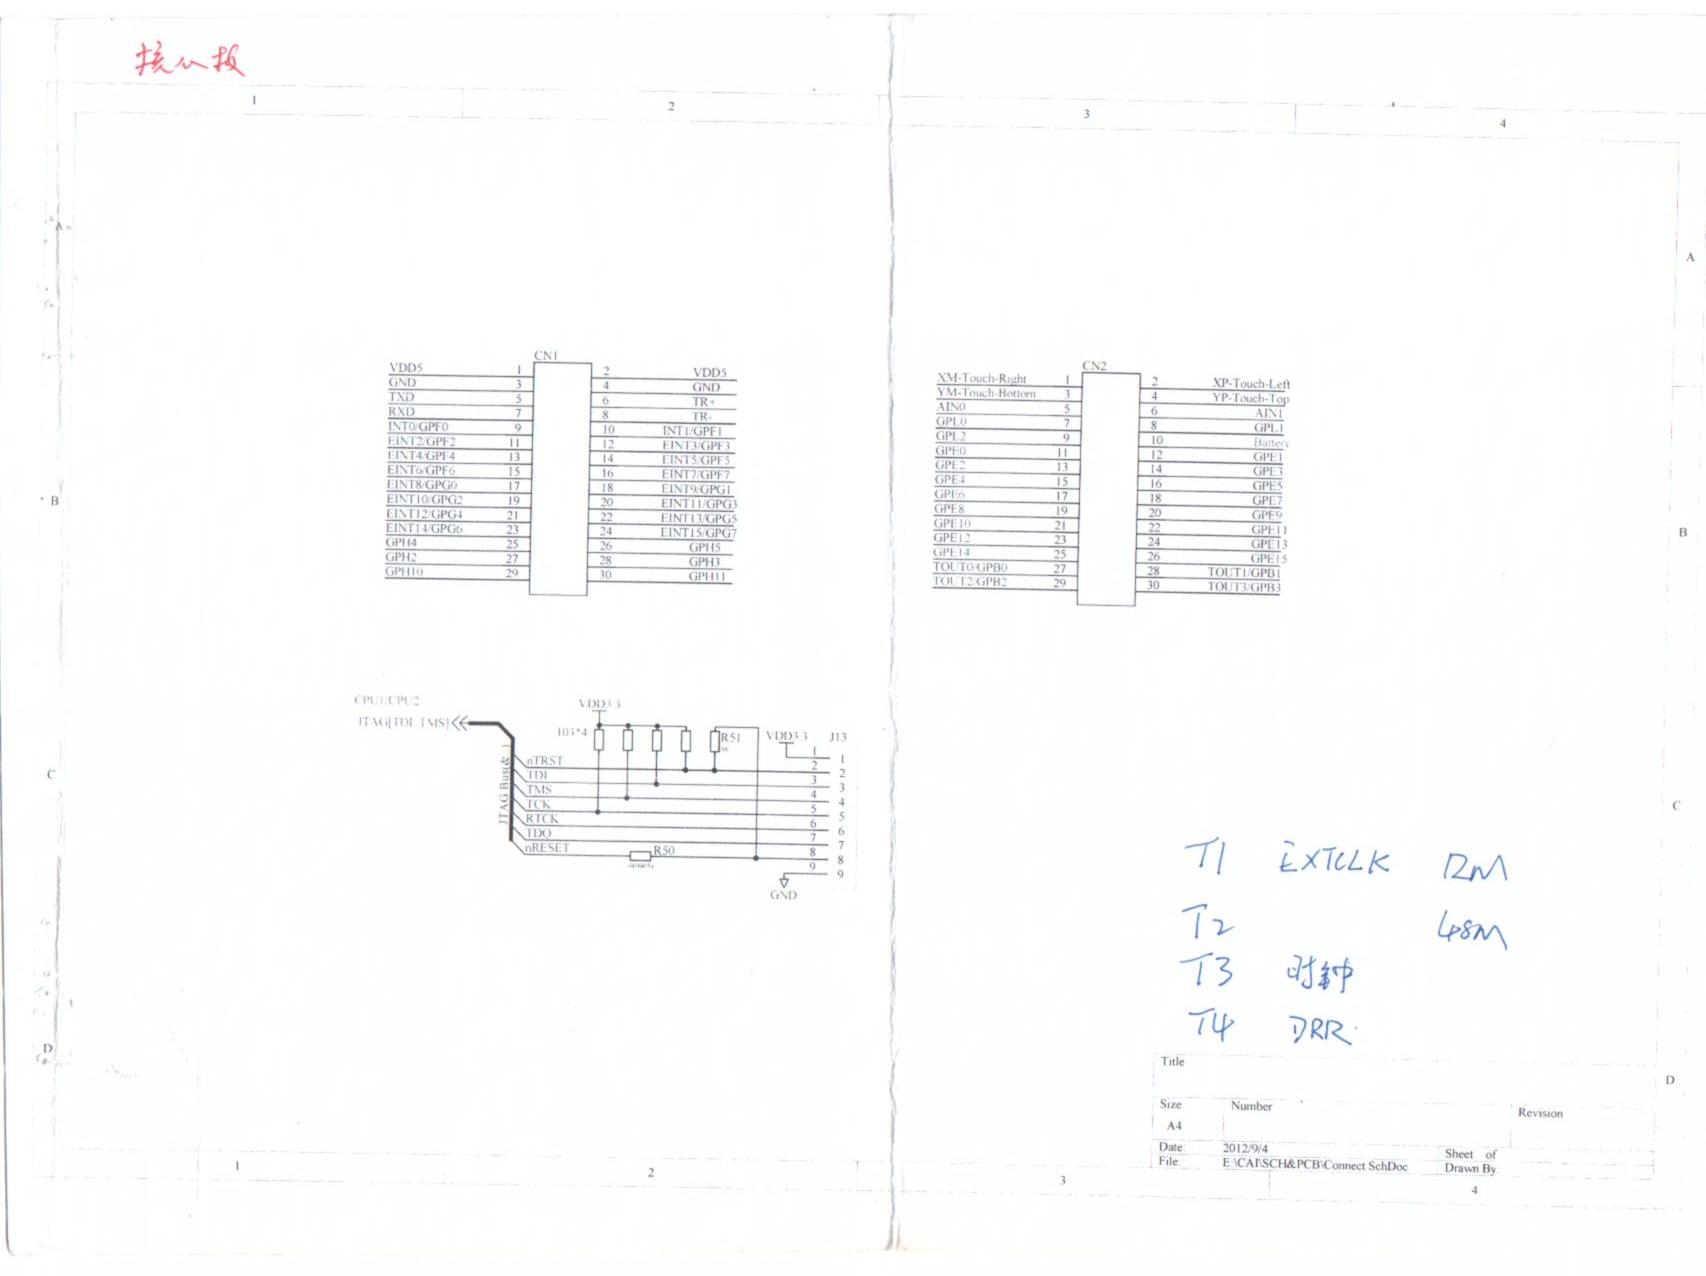 核心板
1 2 3 4
A A
CN1
VDD5 1 2 VDD5
GND 3 4 GND
TXD 5 6 TR+
RXD 7 8 TR-
INT0/GPF0 9 10 INT1/GPF1
EINT2/GPF2 11 12 EINT3/GPF3
EINT4/GPF4 13 14 EINT5/GPF5
EINT6/GPF6 15 16 EINT7/GPF7
EINT8/GPG0 17 18 EINT9/GPG1
EINT10/GPG2 19 20 EINT11/GPG3
EINT12/GPG4 21 22 EINT13/GPG5
EINT14/GPG6 23 24 EINT15/GPG7
GPH4 25 26 GPH5
GPH2 27 28 GPH3
GPH10 29 30 GPH11
CN2
XM-Touch-Right 1 2 XP-Touch-Left
YM-Touch-Bottom 3 4 YP-Touch-Top
AIN0 5 6 AIN1
GPL0 7 8 GPL1
GPL2 9 10 Battery
GPE0 11 12 GPE1
GPE2 13 14 GPE3
GPE4 15 16 GPE5
GPE6 17 18 GPE7
GPE8 19 20 GPE9
GPE10 21 22 GPE11
GPE12 23 24 GPE13
GPE14 25 26 GPE15
TOUT0/GPB0 27 28 TOUT1/GPB1
TOUT2/GPB2 29 30 TOUT3/GPB3
B B
CPU1/CPU2
JTAG[TDI..TMS]
JTAG Bus(&
VDD3 3
103*4
R51
VDD3 3 J13
1 1
nTRST 2 2
TDI 3 3
TMS 4 4
TCK 5 5
RTCK 6 6
TDO 7 7
nRESET R50 8 8
9 9
GND
C C
T1 EXTCLK 12M
T2 48M
T3 时钟
T4 DRR
D D
Title
Size Number Revision
A4
Date: 2012/9/4 Sheet of
File: E:\CAI\SCH&PCB\Connect SchDoc Drawn By:
1 2 3 4